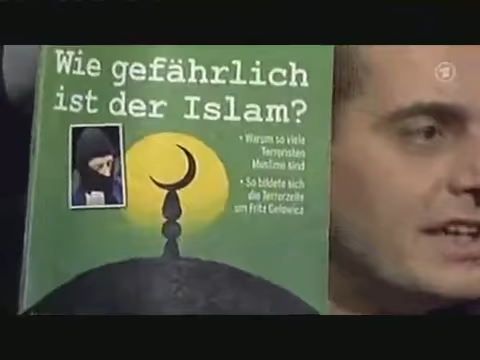 Wie gefährlich
ist der Islam?
• Warum so viele
Terroristen
Muslime sind
• So bildete sich
die Terrorzelle
um Fritz Gelowicz